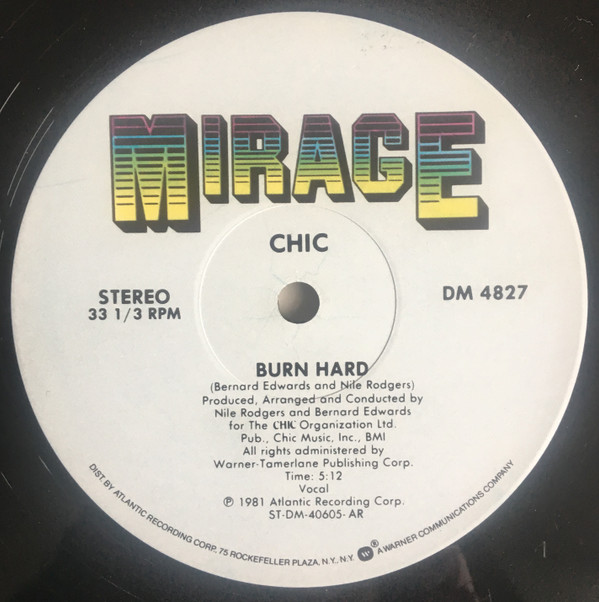 MIRAGE
CHIC
STEREO
33 1/3 RPM
DM 4827
BURN HARD
(Bernard Edwards and Nile Rodgers)
Produced, Arranged and Conducted by
Nile Rodgers and Bernard Edwards
for The CHIC Organization Ltd.
Pub., Chic Music, Inc., BMI
All rights administered by
Warner-Tamerlane Publishing Corp.
Time: 5:12
Vocal
℗ 1981 Atlantic Recording Corp.
ST-DM-40605-AR
DIST. BY ATLANTIC RECORDING CORP., 75 ROCKEFELLER PLAZA, N.Y., N.Y. W® A WARNER COMMUNICATIONS COMPANY